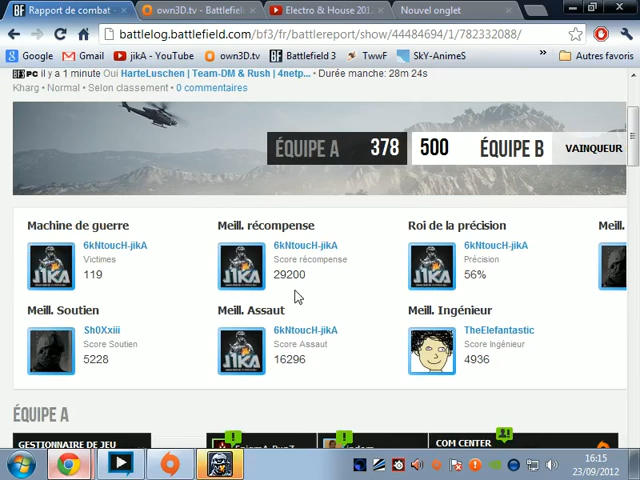 Rapport de combat -
own3D.tv - Battlefiel
Electro & House 201
Nouvel onglet
battlelog.battlefield.com/bf3/fr/battlereport/show/44484694/1/782332088/
Google
Gmail
jikA - YouTube
own3D.tv
Battlefield 3
TwwF
SkY-AnimeS
»
Autres favoris
PC il y a 1 minute Oui HarteLuschen | Team-DM & Rush | 4netp... • Durée manche: 28m 24s
Kharg • Normal • Selon classement • 0 commentaires
ÉQUIPE A 378
500 ÉQUIPE B
VAINQUEUR
Machine de guerre
Meill. récompense
Roi de la précision
Meill.
6kNtoucH-jikA
Victimes
119
6kNtoucH-jikA
Score récompense
29200
6kNtoucH-jikA
Précision
56%
Meill. Soutien
Meill. Assaut
Meill. Ingénieur
Sh0Xxiii
Score Soutien
5228
6kNtoucH-jikA
Score Assaut
16296
TheElefantastic
Score Ingénieur
4936
ÉQUIPE A
GESTIONNAIRE DE JEU
COM CENTER
16:15
23/09/2012